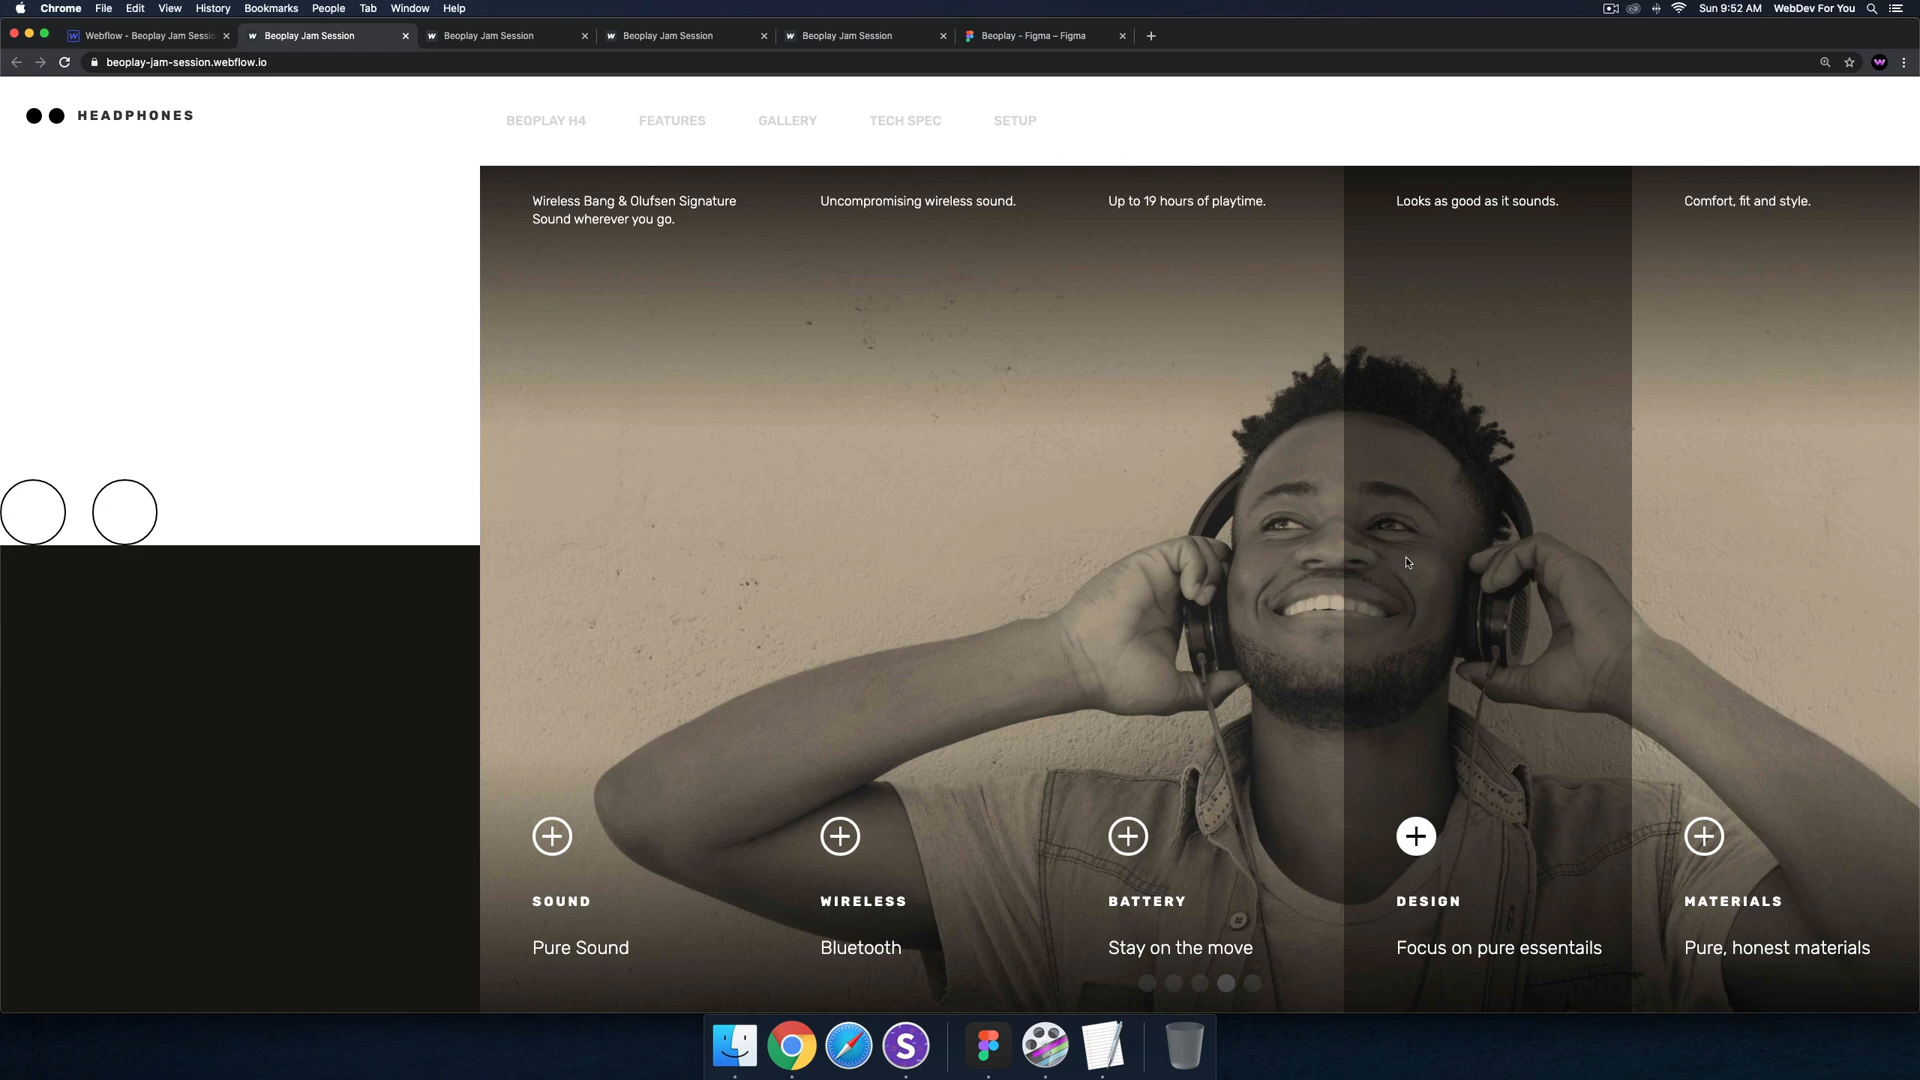 Chrome File Edit View History Bookmarks People Tab Window Help Sun 9:52 AM WebDev For You
Webflow - Beoplay Jam Sessio Beoplay Jam Session Beoplay Jam Session Beoplay Jam Session Beoplay Jam Session Beoplay - Figma – Figma
beoplay-jam-session.webflow.io
HEADPHONES BEOPLAY H4 FEATURES GALLERY TECH SPEC SETUP
Wireless Bang & Olufsen Signature
Sound wherever you go.
Uncompromising wireless sound.
Up to 19 hours of playtime.
Looks as good as it sounds.
Comfort, fit and style.
SOUND
Pure Sound
WIRELESS
Bluetooth
BATTERY
Stay on the move
DESIGN
Focus on pure essentails
MATERIALS
Pure, honest materials